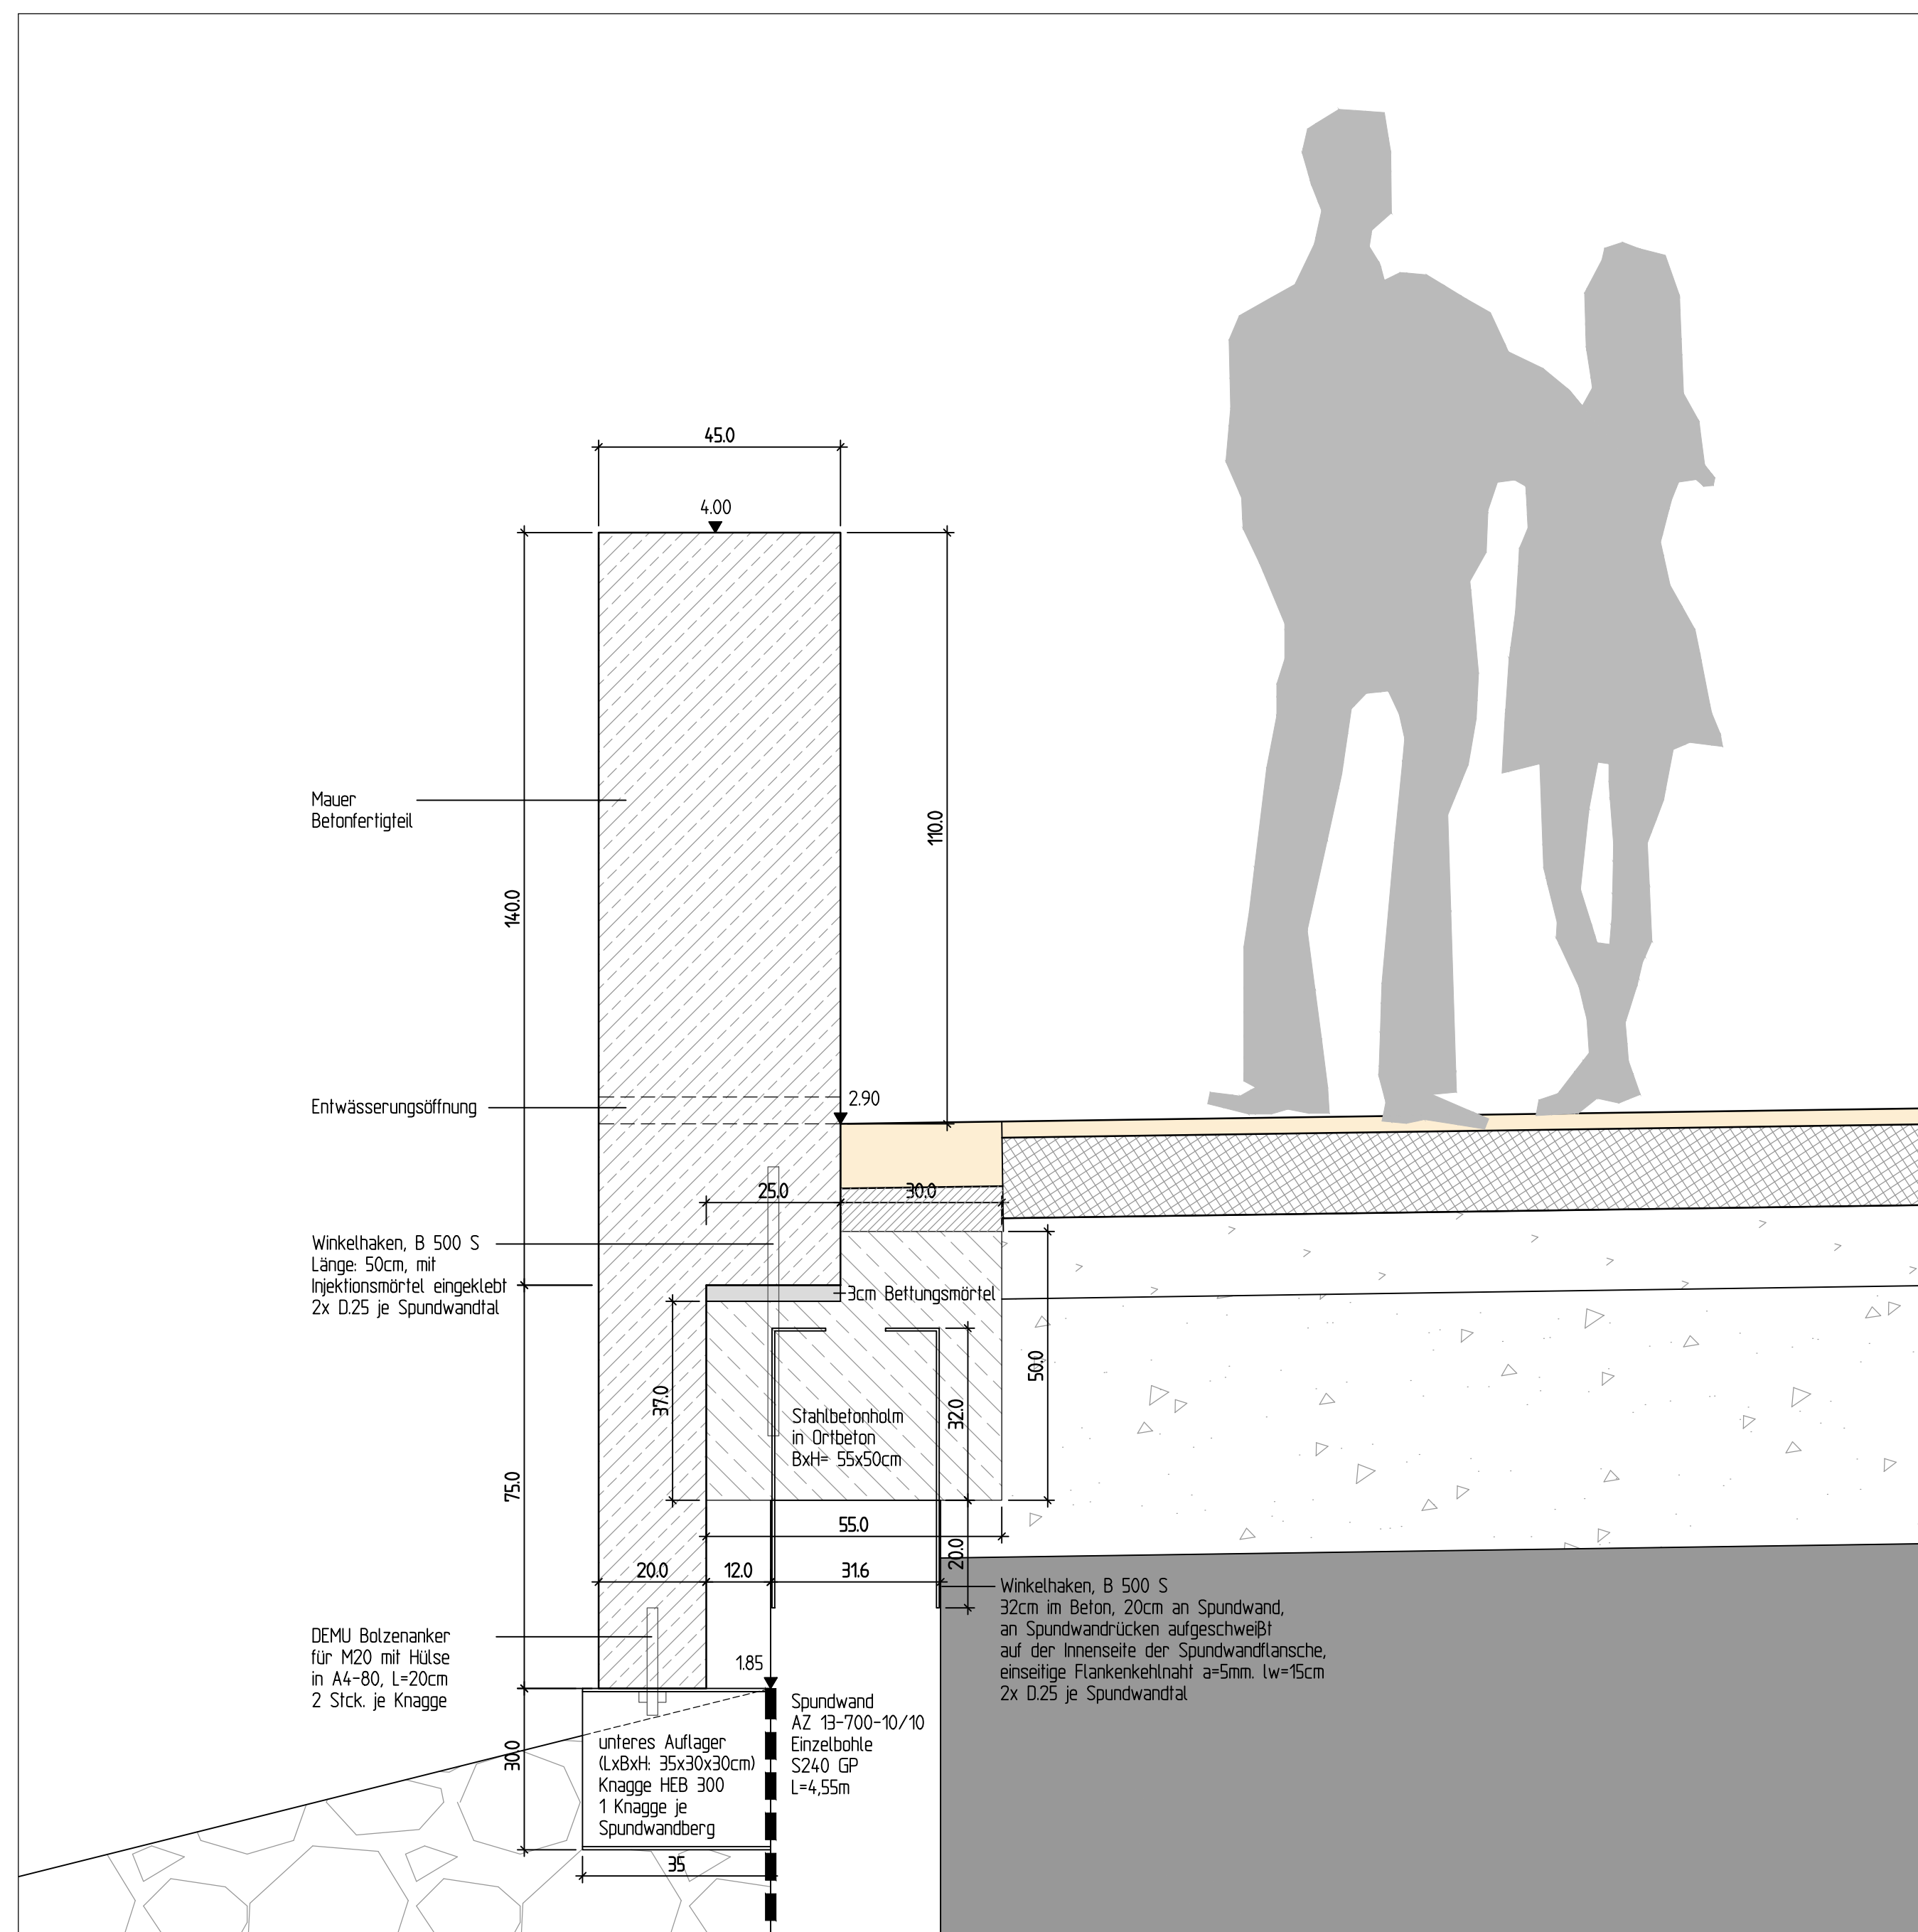 45.0
4.00
110.0
140.0
Mauer
Betonfertigteil
Entwässerungsöffnung
2.90
25.0
30.0
Winkelhaken, B 500 S
Länge: 50cm, mit
Injektionsmörtel eingeklebt
2x D.25 je Spundwandtal
3cm Bettungsmörtel
37.0
Stahlbetonholm
in Ortbeton
BxH= 55x50cm
32.0
50.0
75.0
55.0
20.0
12.0
31.6
20.0
Winkelhaken, B 500 S
32cm im Beton, 20cm an Spundwand,
an Spundwandrücken aufgeschweißt
auf der Innenseite der Spundwandflansche,
einseitige Flankenkehlnaht a=5mm. lw=15cm
2x D.25 je Spundwandtal
DEMU Bolzenanker
für M20 mit Hülse
in A4-80, L=20cm
2 Stck. je Knagge
1.85
Spundwand
AZ 13-700-10/10
Einzelbohle
S240 GP
L=4,55m
30.0
unteres Auflager
(LxBxH: 35x30x30cm)
Knagge HEB 300
1 Knagge je
Spundwandberg
35